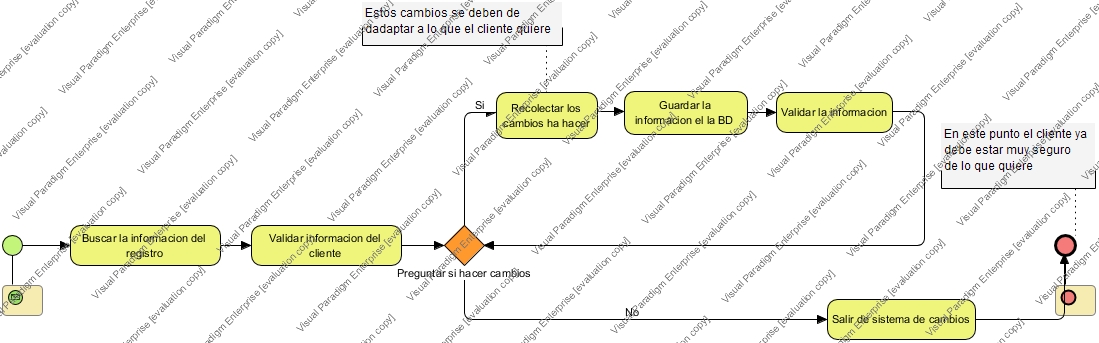 Estos cambios se deben de
dadaptar a lo que el cliente quiere
Si
Recolectar los
cambios ha hacer
Guardar la
informacion el la BD
Validar la informacion
En este punto el cliente ya
debe estar muy seguro
de lo que quiere
Buscar la informacion del
registro
Validar informacion del
cliente
Preguntar si hacer cambios
No
Salir de sistema de cambios
Visual Paradigm Enterprise [evaluation copy]